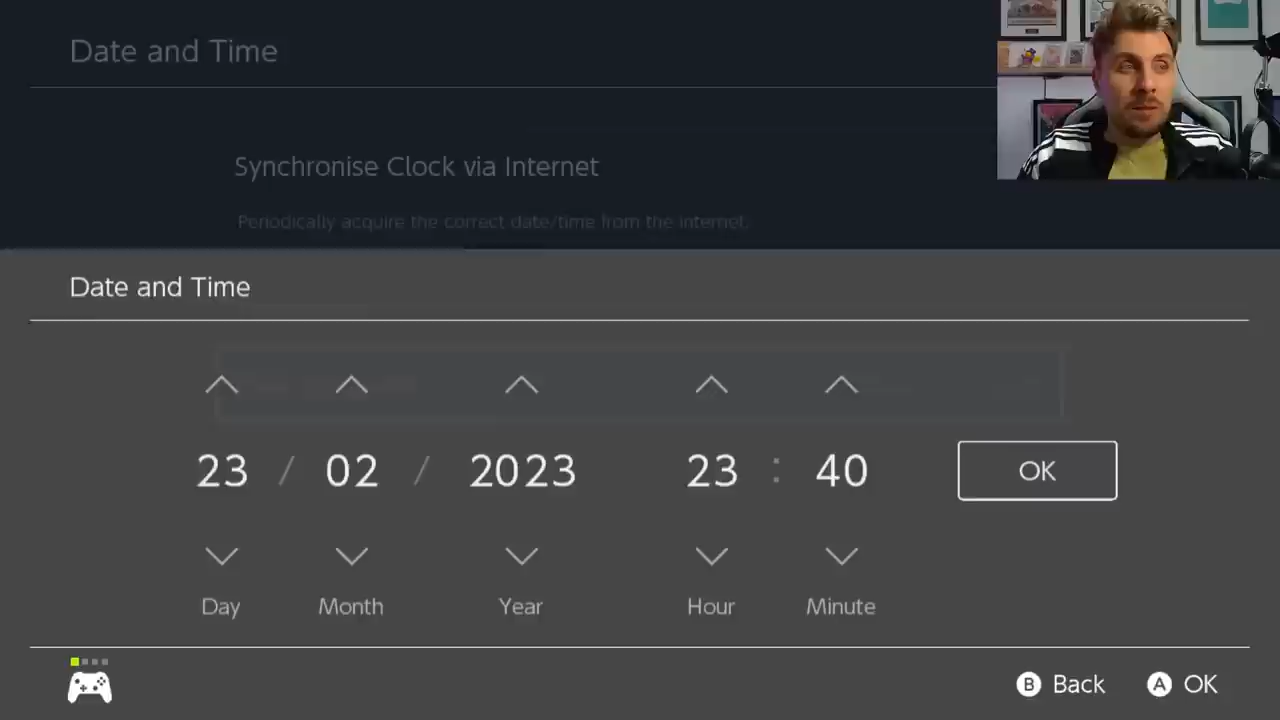 Date and Time
Synchronise Clock via Internet
Periodically acquire the correct date/time from the internet.
Date and Time
23 / 02 / 2023 23 : 40 OK
Day Month Year Hour Minute
B Back A OK